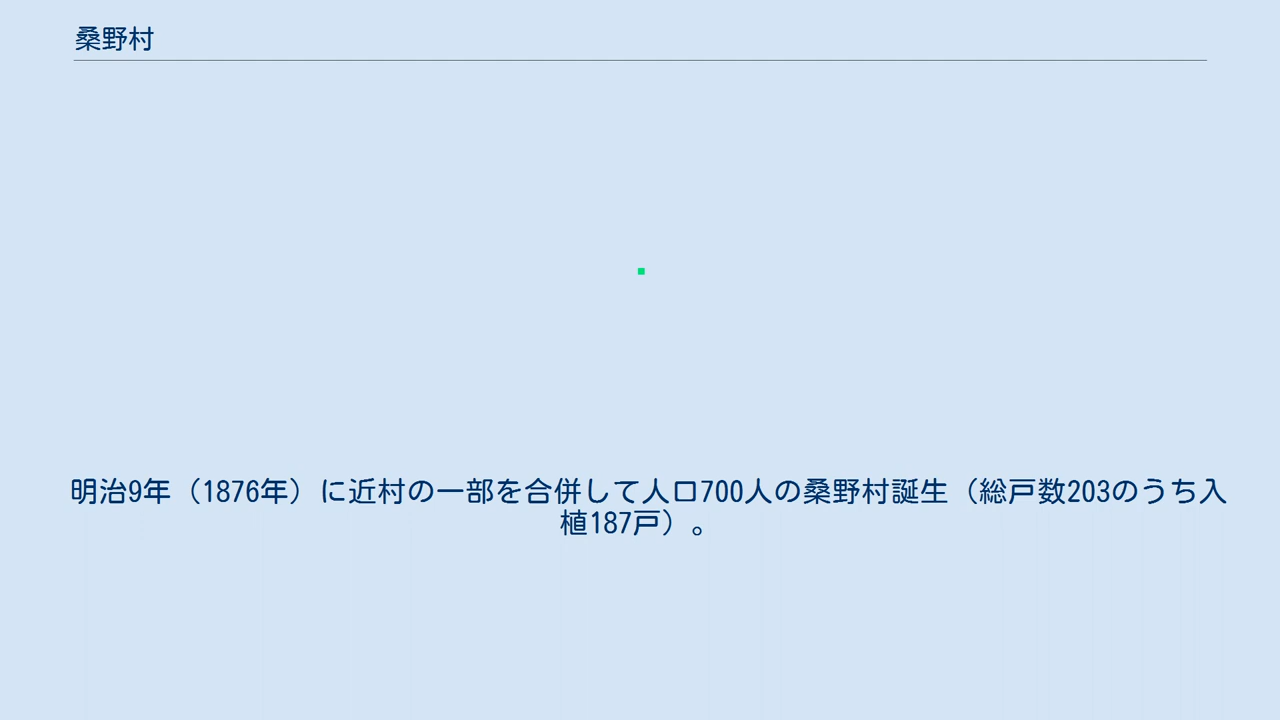 桑野村
明治9年（1876年）に近村の一部を合併して人口700人の桑野村誕生（総戸数203のうち入
植187戸）。